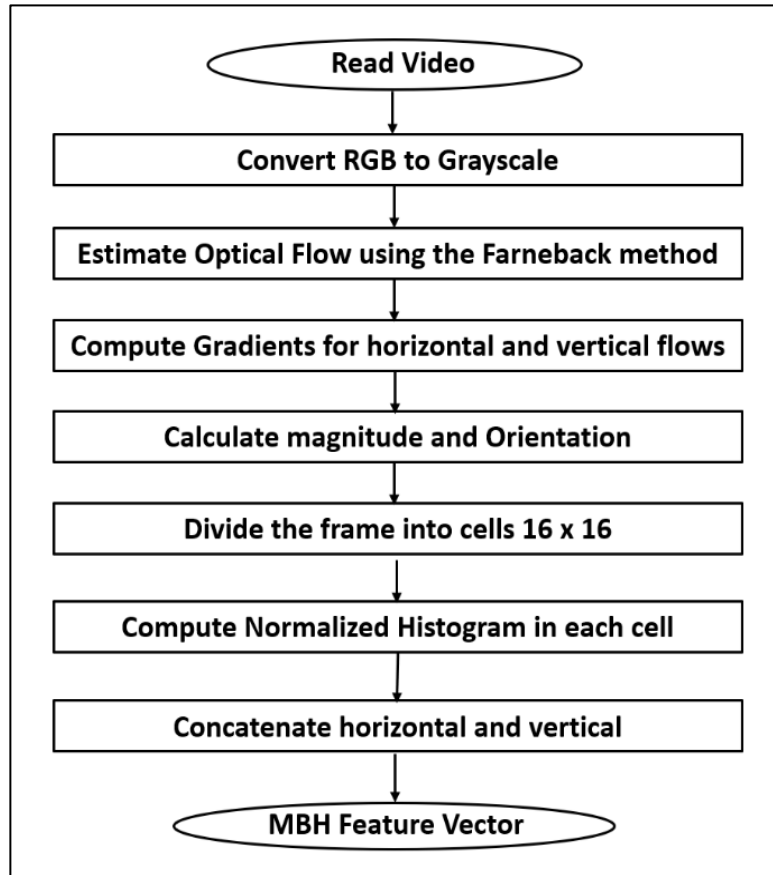 Read Video
Convert RGB to Grayscale
Estimate Optical Flow using the Farneback method
Compute Gradients for horizontal and vertical flows
Calculate magnitude and Orientation
Divide the frame into cells 16 x 16
Compute Normalized Histogram in each cell
Concatenate horizontal and vertical
MBH Feature Vector